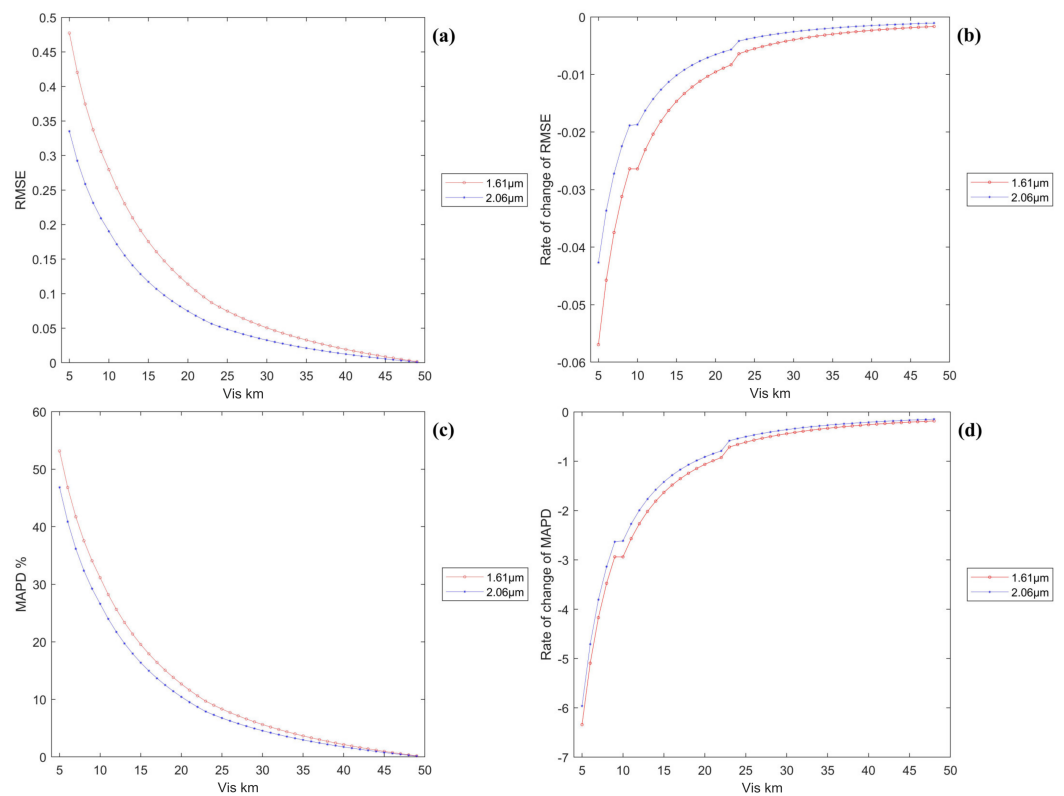 (a)
RMSE
0.5
0.45
0.4
0.35
0.3
0.25
0.2
0.15
0.1
0.05
0
5 10 15 20 25 30 35 40 45 50
Vis km
1.61μm
2.06μm
(b)
Rate of change of RMSE
0
-0.01
-0.02
-0.03
-0.04
-0.05
-0.06
5 10 15 20 25 30 35 40 45 50
Vis km
1.61μm
2.06μm
(c)
MAPD %
60
50
40
30
20
10
0
5 10 15 20 25 30 35 40 45 50
Vis km
1.61μm
2.06μm
(d)
Rate of change of MAPD
0
-1
-2
-3
-4
-5
-6
-7
5 10 15 20 25 30 35 40 45 50
Vis km
1.61μm
2.06μm